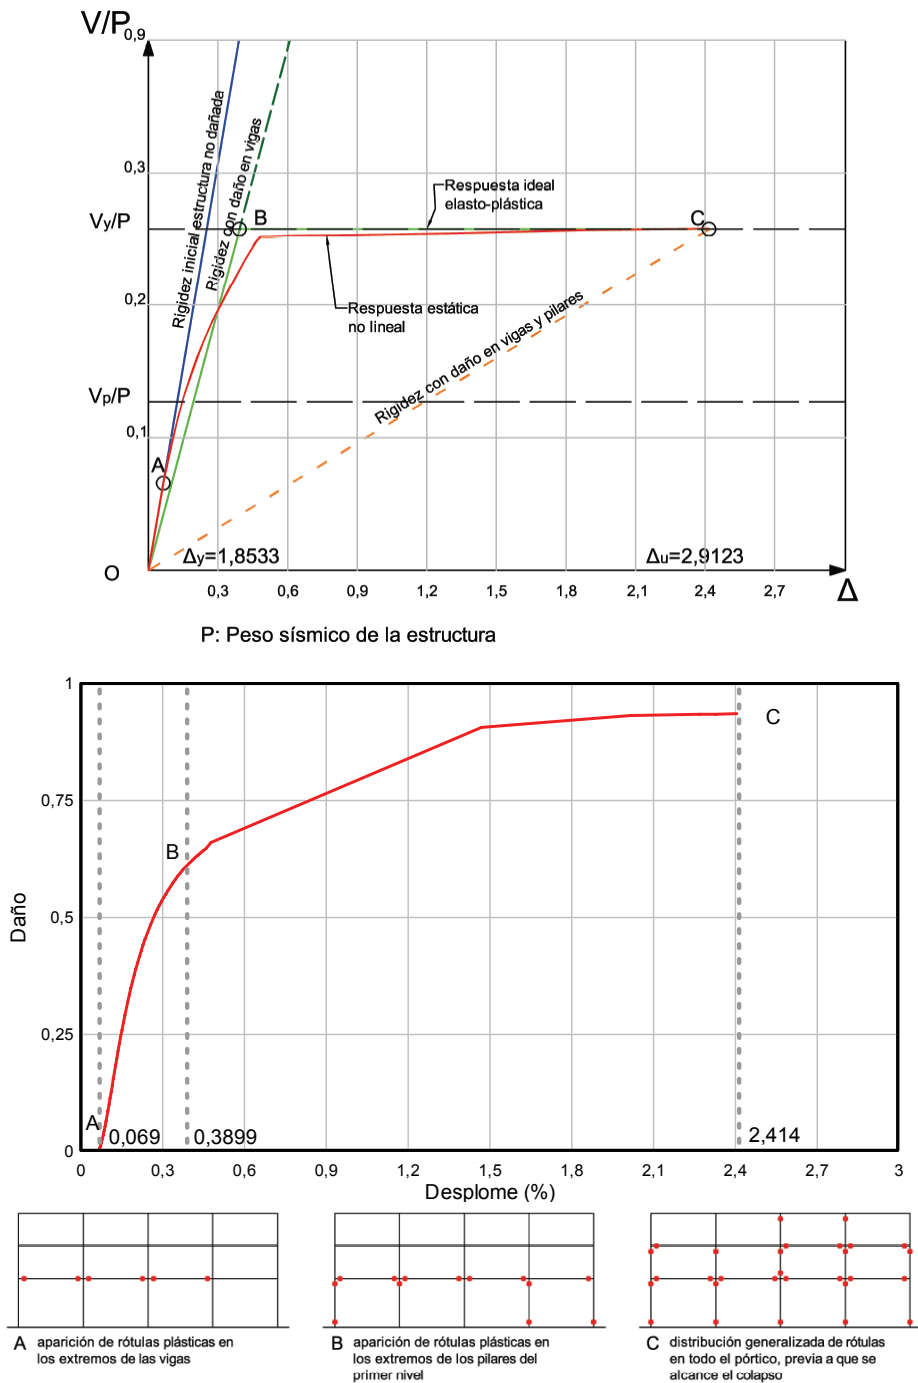 V/P
0,9
Rigidez inicial estructura no dañada
Rigidez con daño en vigas
0,3
Respuesta ideal
elasto-plástica
Vy/P
B
C
Respuesta estática
no lineal
0,2
Rigidez con daño en vigas y pilares
Vp/P
0,1
A
Δy=1,8533
Δu=2,9123
O
0,3
0,6
0,9
1,2
1,5
1,8
2,1
2,4
2,7
Δ
P: Peso sísmico de la estructura
1
C
0,75
B
Daño
0,5
0,25
A
0,069
0,3899
2,414
0
0
0,3
0,6
0,9
1,2
1,5
1,8
2,1
2,4
2,7
3
Desplome (%)
A aparición de rótulas plásticas en
los extremos de las vigas
B aparición de rótulas plásticas en
los extremos de los pilares del
primer nivel
C distribución generalizada de rótulas
en todo el pórtico, previa a que se
alcance el colapso